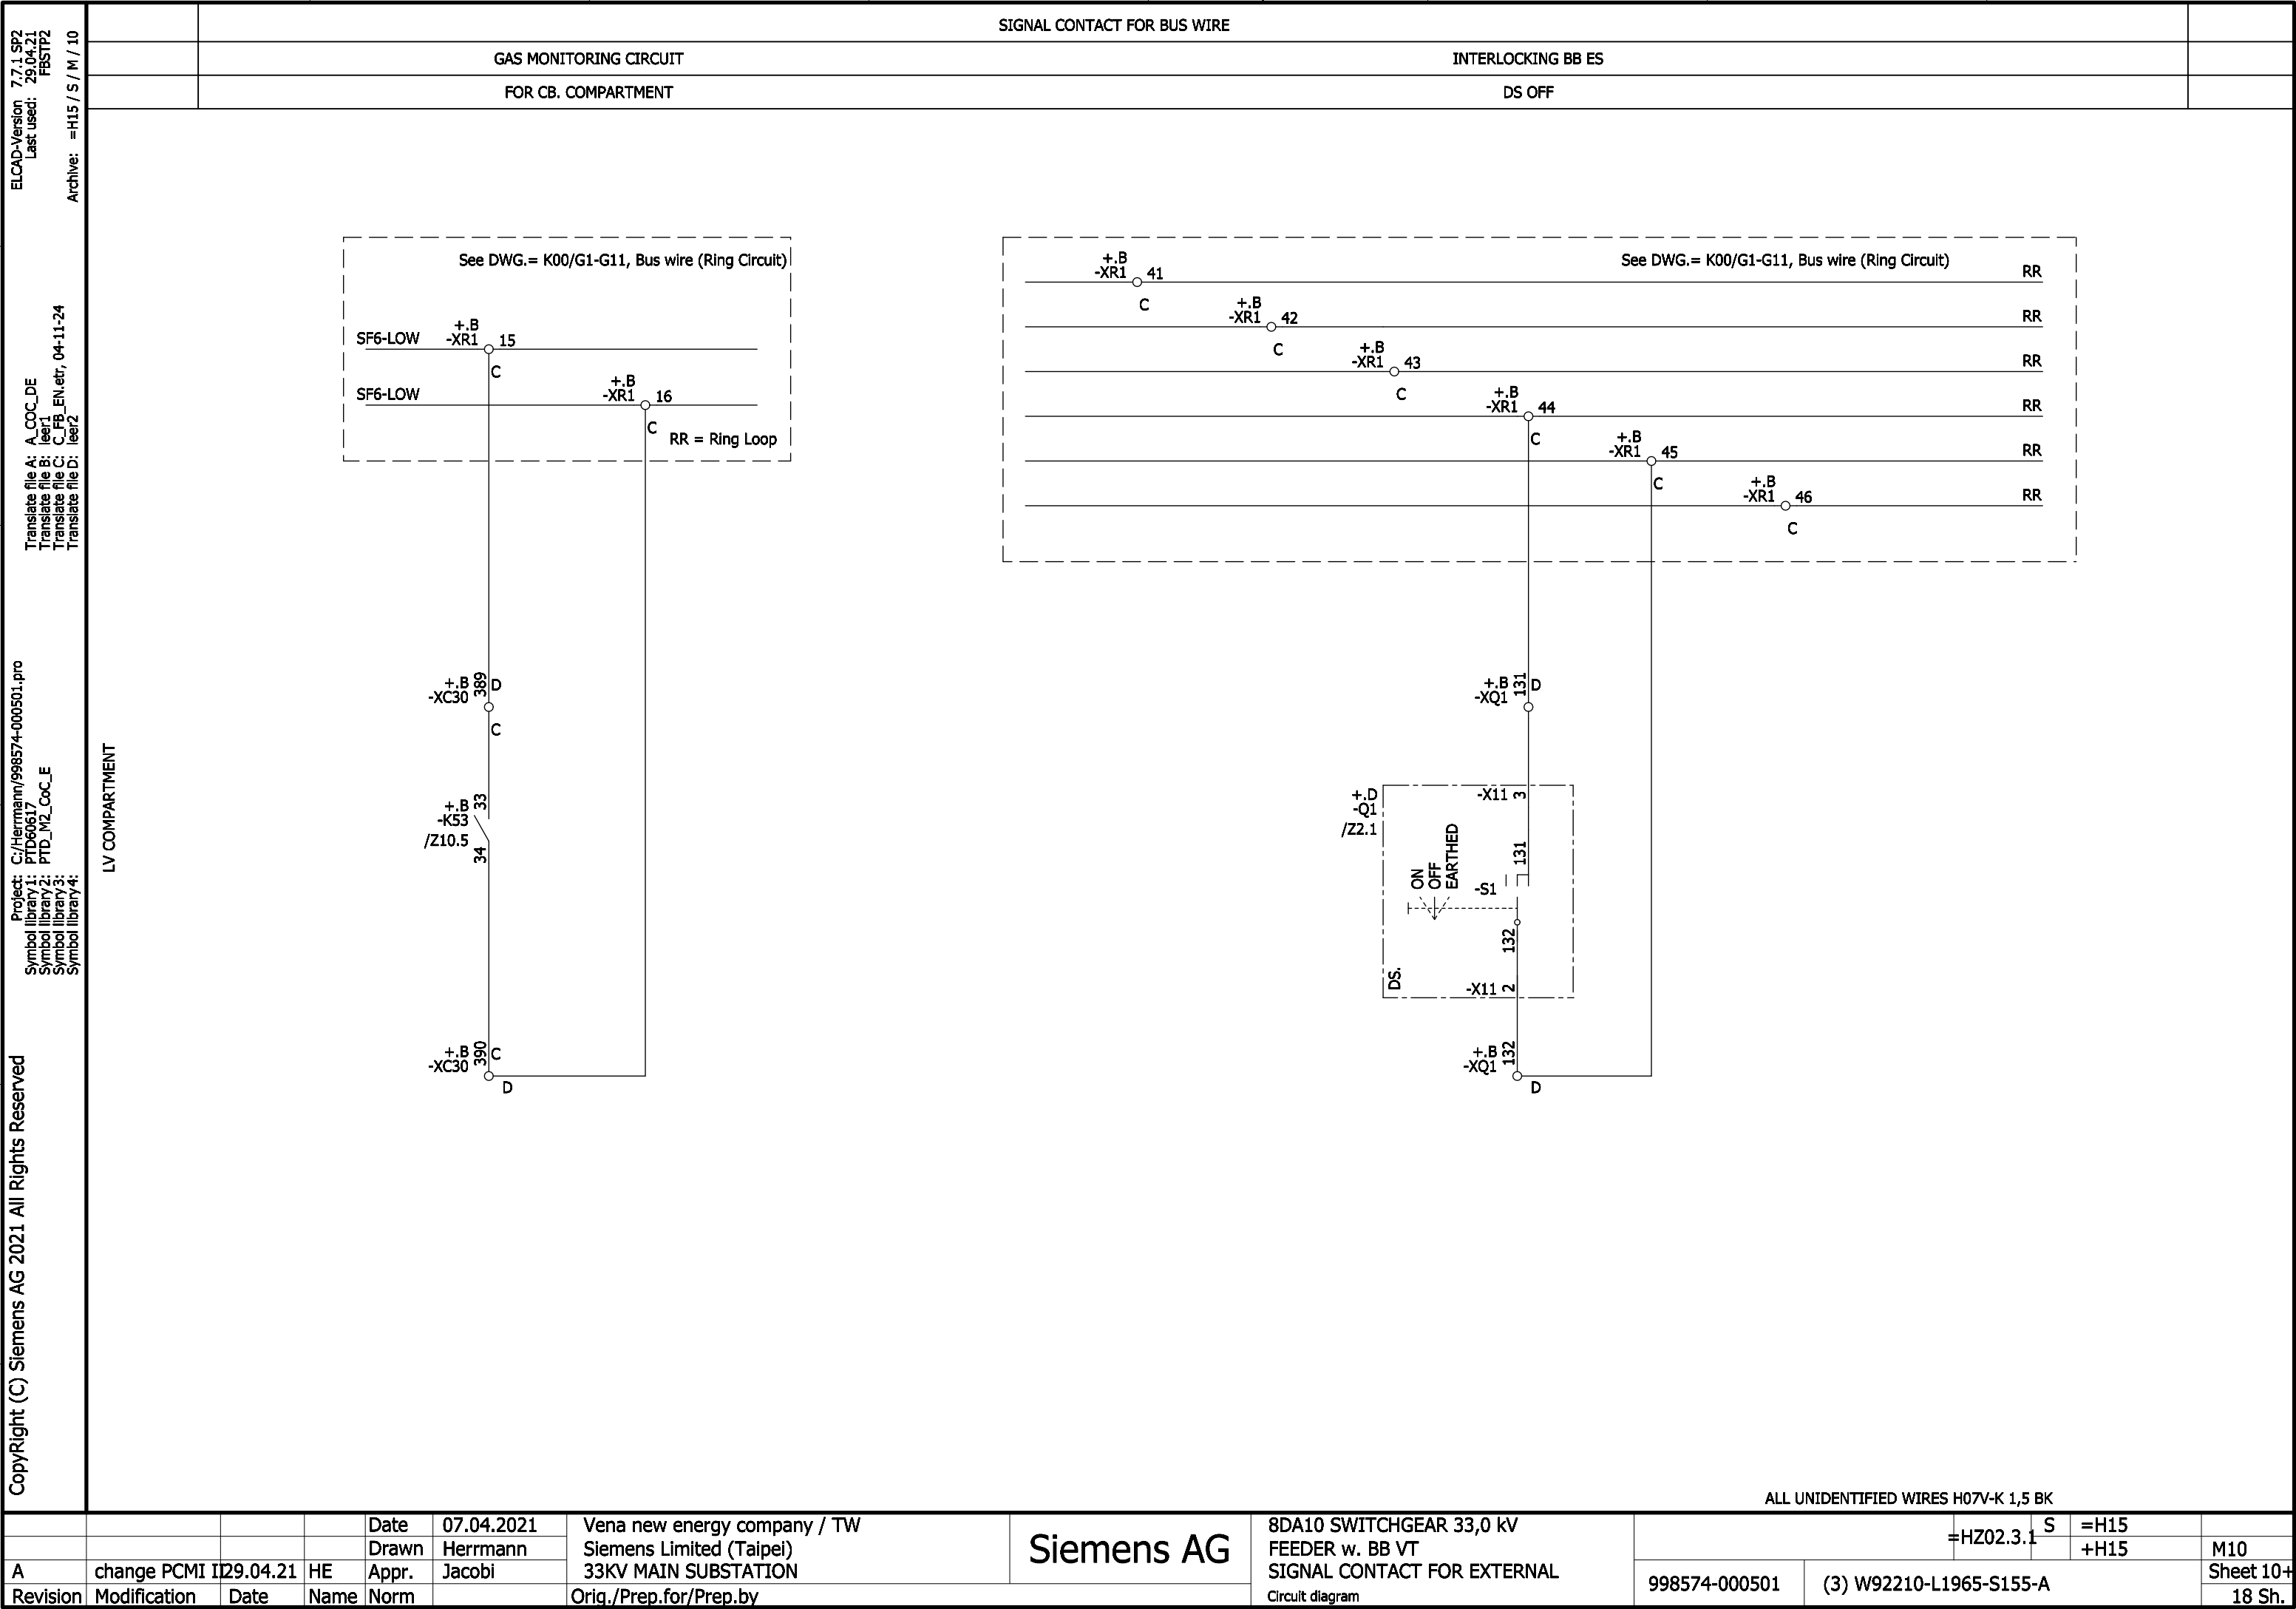 SIGNAL CONTACT FOR BUS WIRE
GAS MONITORING CIRCUIT
INTERLOCKING BB ES
FOR CB. COMPARTMENT
DS OFF
ELCAD-Version 7.7.1 SP2
Last used: 29.04.21
FBSTP2
Archive: =H15 / S / M / 10
Translate file A: A_COC_DE
Translate file B: leer1
Translate file C: C_FB_EN.etr, 04-11-24
Translate file D: leer2
Project: C:/Herrmann/998574-000501.pro
Symbol library1: PTD60617
Symbol library2: PTD_M2_CoC_E
Symbol library3:
Symbol library4:
CopyRight (C) Siemens AG 2021 All Rights Reserved
LV COMPARTMENT
See DWG.= K00/G1-G11, Bus wire (Ring Circuit)
SF6-LOW
+.B
-XR1
15
C
SF6-LOW
+.B
-XR1
16
C
RR = Ring Loop
+.B
-XC30
389
D
C
+.B
-K53
/Z10.5
33
34
+.B
-XC30
390
C
D
See DWG.= K00/G1-G11, Bus wire (Ring Circuit)
+.B
-XR1
41
C
RR
+.B
-XR1
42
C
RR
+.B
-XR1
43
C
RR
+.B
-XR1
44
C
RR
+.B
-XR1
45
C
RR
+.B
-XR1
46
C
RR
+.B
-XQ1
131
D
+.D
-Q1
/Z2.1
-X11
3
131
ON
OFF
EARTHED
-S1
132
DS.
-X11
2
+.B
-XQ1
132
D
ALL UNIDENTIFIED WIRES H07V-K 1,5 BK
Date 07.04.2021
Drawn Herrmann
A change PCMI II 29.04.21 HE Appr. Jacobi
Revision Modification Date Name Norm
Vena new energy company / TW
Siemens Limited (Taipei)
33KV MAIN SUBSTATION
Orig./Prep.for/Prep.by
Siemens AG
8DA10 SWITCHGEAR 33,0 kV
FEEDER w. BB VT
SIGNAL CONTACT FOR EXTERNAL
Circuit diagram
=HZ02.3.1
S
=H15
+H15
M10
998574-000501
(3) W92210-L1965-S155-A
Sheet 10+
18 Sh.